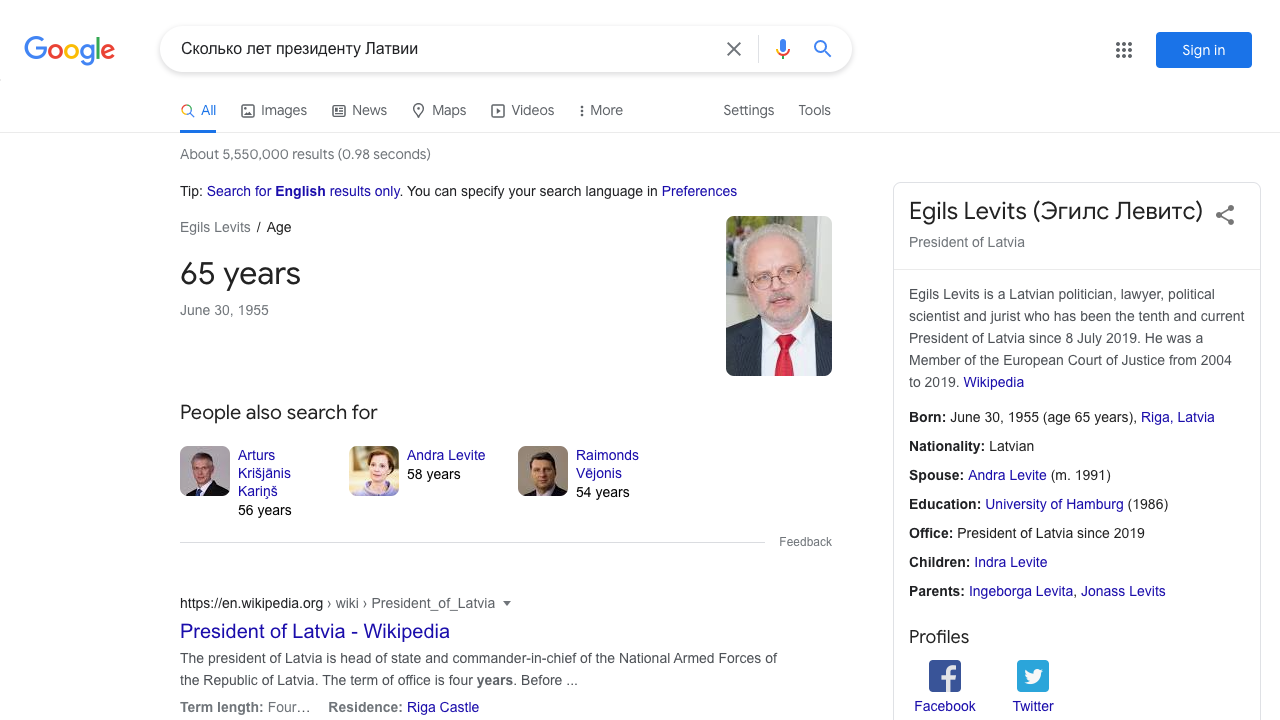 Google
Сколько лет президенту Латвии
Sign in
All
Images
News
Maps
Videos
More
Settings
Tools
About 5,550,000 results (0.98 seconds)
Tip: Search for English results only. You can specify your search language in Preferences
Egils Levits / Age
65 years
June 30, 1955
People also search for
Arturs
Krišjānis
Kariņš
56 years
Andra Levite
58 years
Raimonds
Vējonis
54 years
Feedback
https://en.wikipedia.org › wiki › President_of_Latvia
President of Latvia - Wikipedia
The president of Latvia is head of state and commander-in-chief of the National Armed Forces of
the Republic of Latvia. The term of office is four years. Before ...
Term length: Four… Residence: Riga Castle
Egils Levits (Эгилс Левитс)
President of Latvia
Egils Levits is a Latvian politician, lawyer, political
scientist and jurist who has been the tenth and current
President of Latvia since 8 July 2019. He was a
Member of the European Court of Justice from 2004
to 2019. Wikipedia
Born: June 30, 1955 (age 65 years), Riga, Latvia
Nationality: Latvian
Spouse: Andra Levite (m. 1991)
Education: University of Hamburg (1986)
Office: President of Latvia since 2019
Children: Indra Levite
Parents: Ingeborga Levita, Jonass Levits
Profiles
Facebook
Twitter